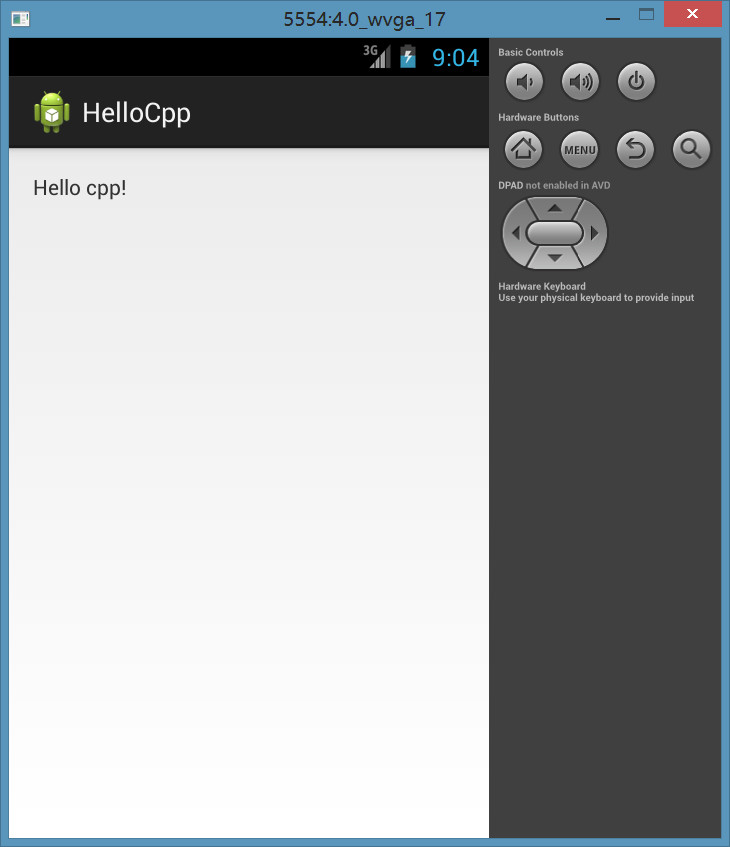 5554:4.0_wvga_17
3G 9:04
HelloCpp
Hello cpp!
Basic Controls
Hardware Buttons
MENU
DPAD not enabled in AVD
Hardware Keyboard
Use your physical keyboard to provide input